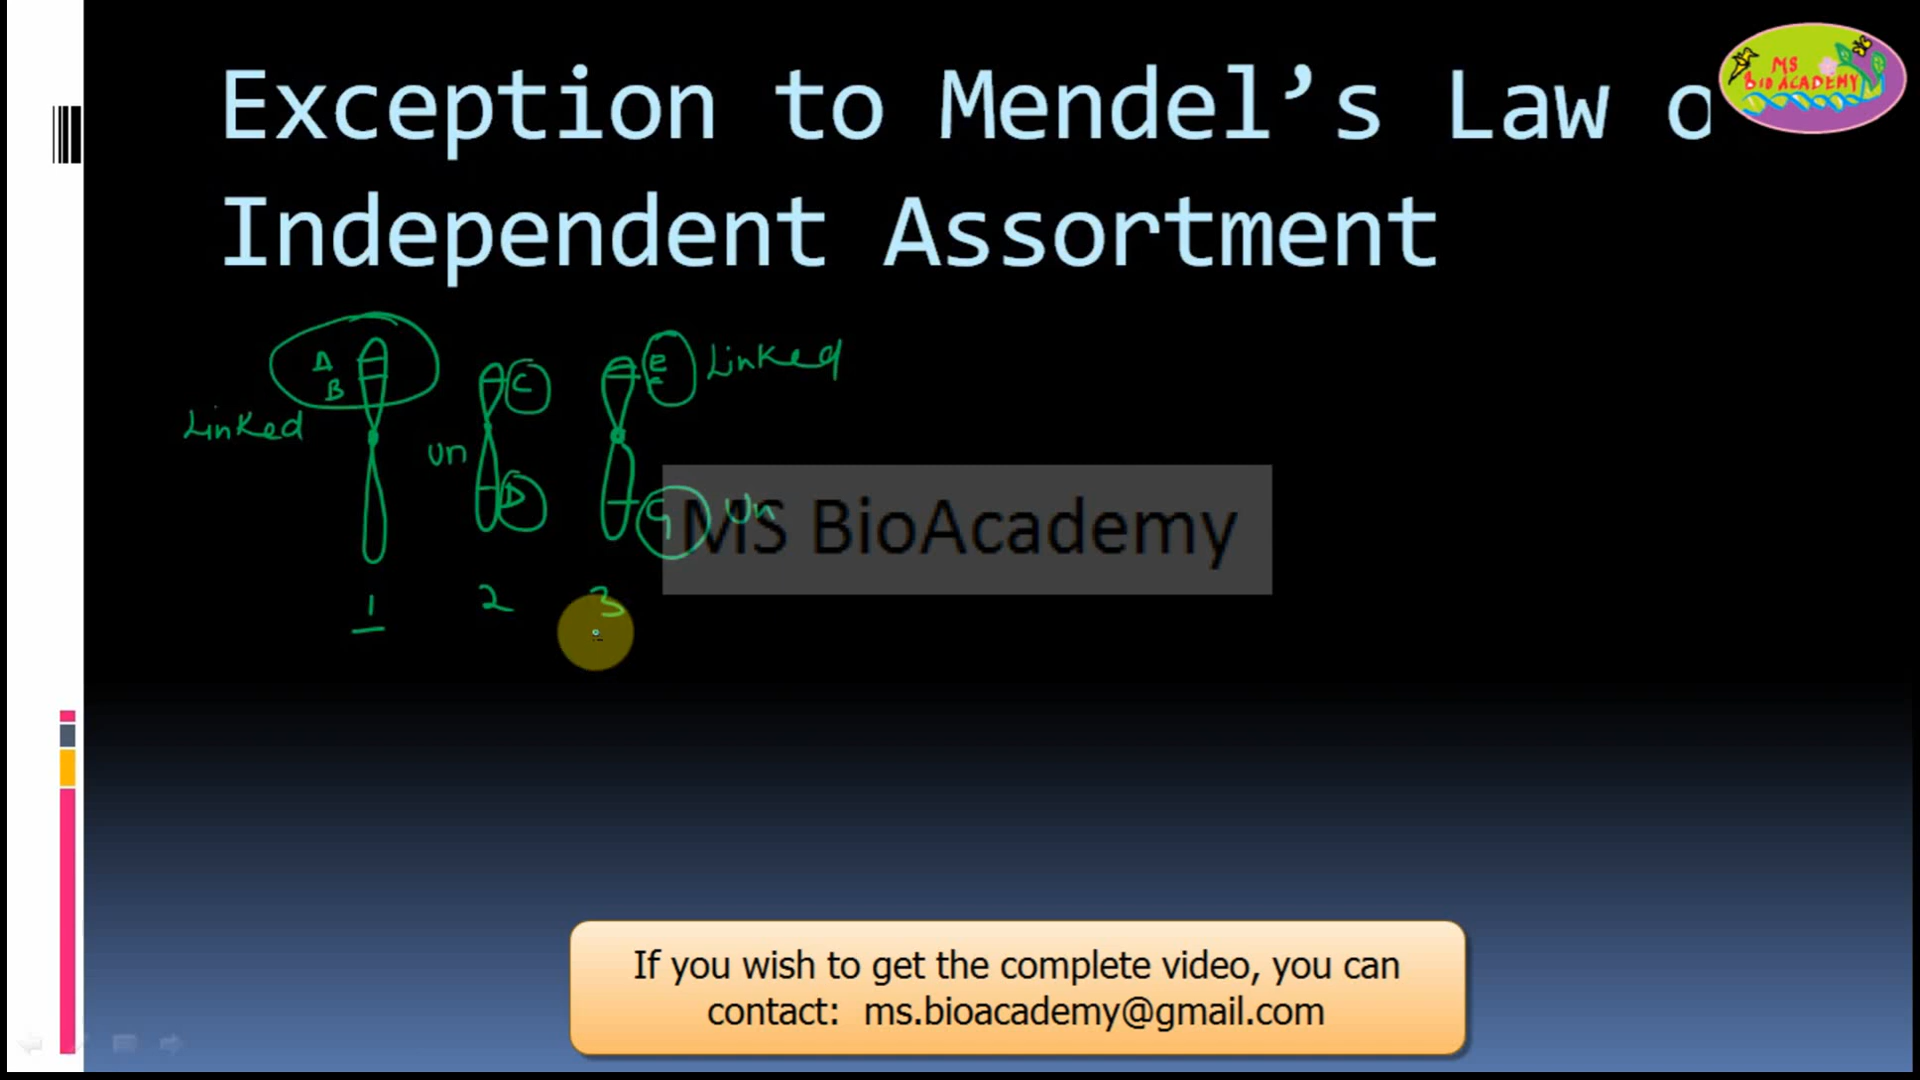 Exception to Mendel’s Law o
Independent Assortment
MS
BIO ACADEMY
A
B
Linked
C
un
D
E
Linked
G
Un
MS BioAcademy
1
2
3
If you wish to get the complete video, you can
contact: ms.bioacademy@gmail.com